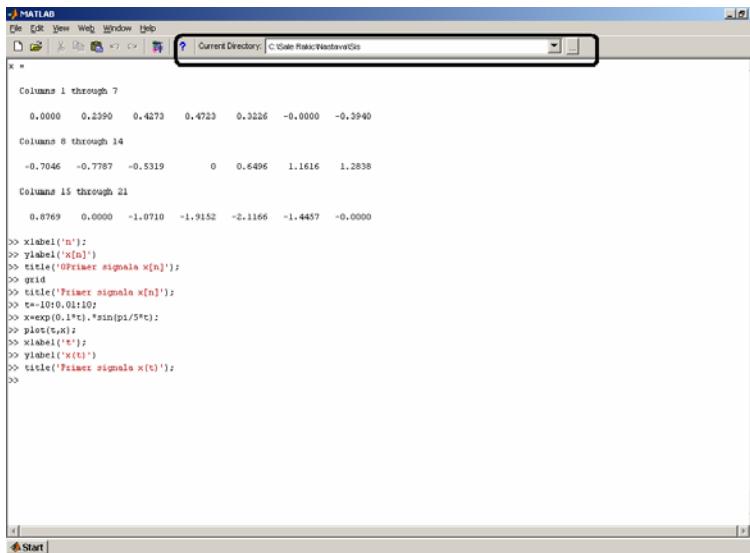 MATLAB
File Edit View Web Window Help
? Current Directory: C:\Sale Rakic\Nastava\Sis ...
x =
Columns 1 through 7
0.0000 0.2390 0.4273 0.4723 0.3226 -0.0000 -0.3940
Columns 8 through 14
-0.7046 -0.7787 -0.5319 0 0.6496 1.1616 1.2838
Columns 15 through 21
0.8769 0.0000 -1.0710 -1.9152 -2.1166 -1.4457 -0.0000
>> xlabel('n');
>> ylabel('x[n]')
>> title('OPrimer signala x[n]');
>> grid
>> title('Primer signala x[n]');
>> t=-10:0.01:10;
>> x=exp(0.1*t).*sin(pi/5*t);
>> plot(t,x);
>> xlabel('t');
>> ylabel('x(t)')
>> title('Primer signala x(t)');
>>
Start